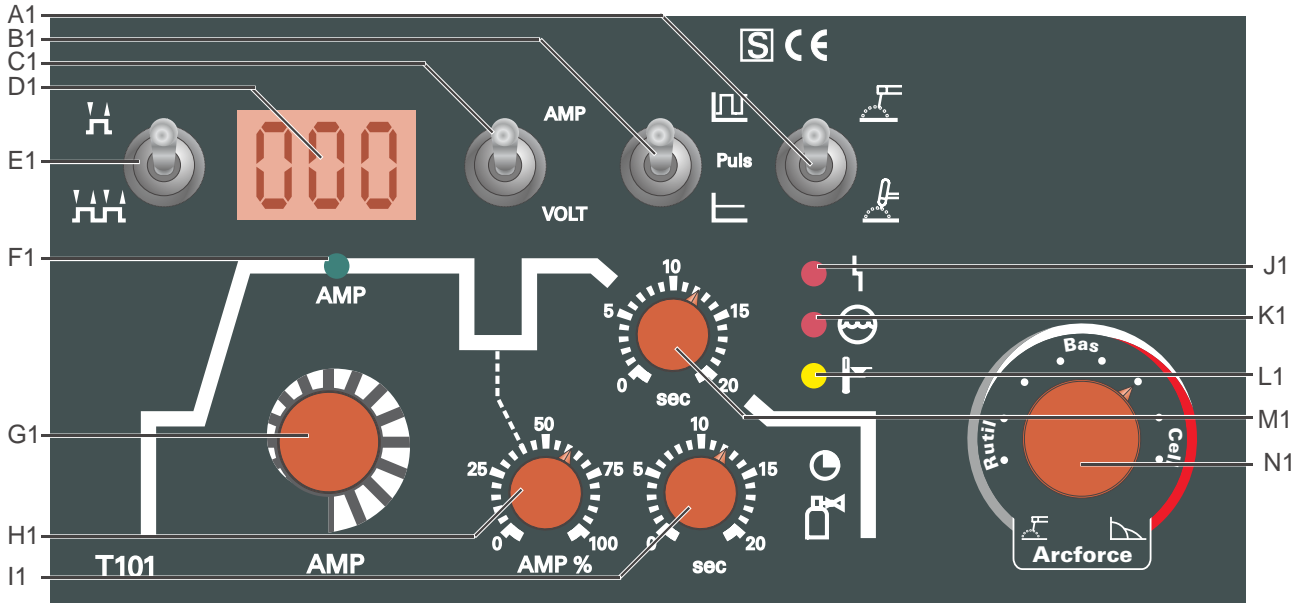 A1
B1
C1
D1
E1
F1
G1
H1
I1
S CE
AMP
VOLT
Puls
000
AMP
AMP
T101
0 5 10 15 20
sec
0 25 50 75 100
AMP %
0 5 10 15 20
sec
Rutil Bas Cell
Arcforce
J1
K1
L1
M1
N1